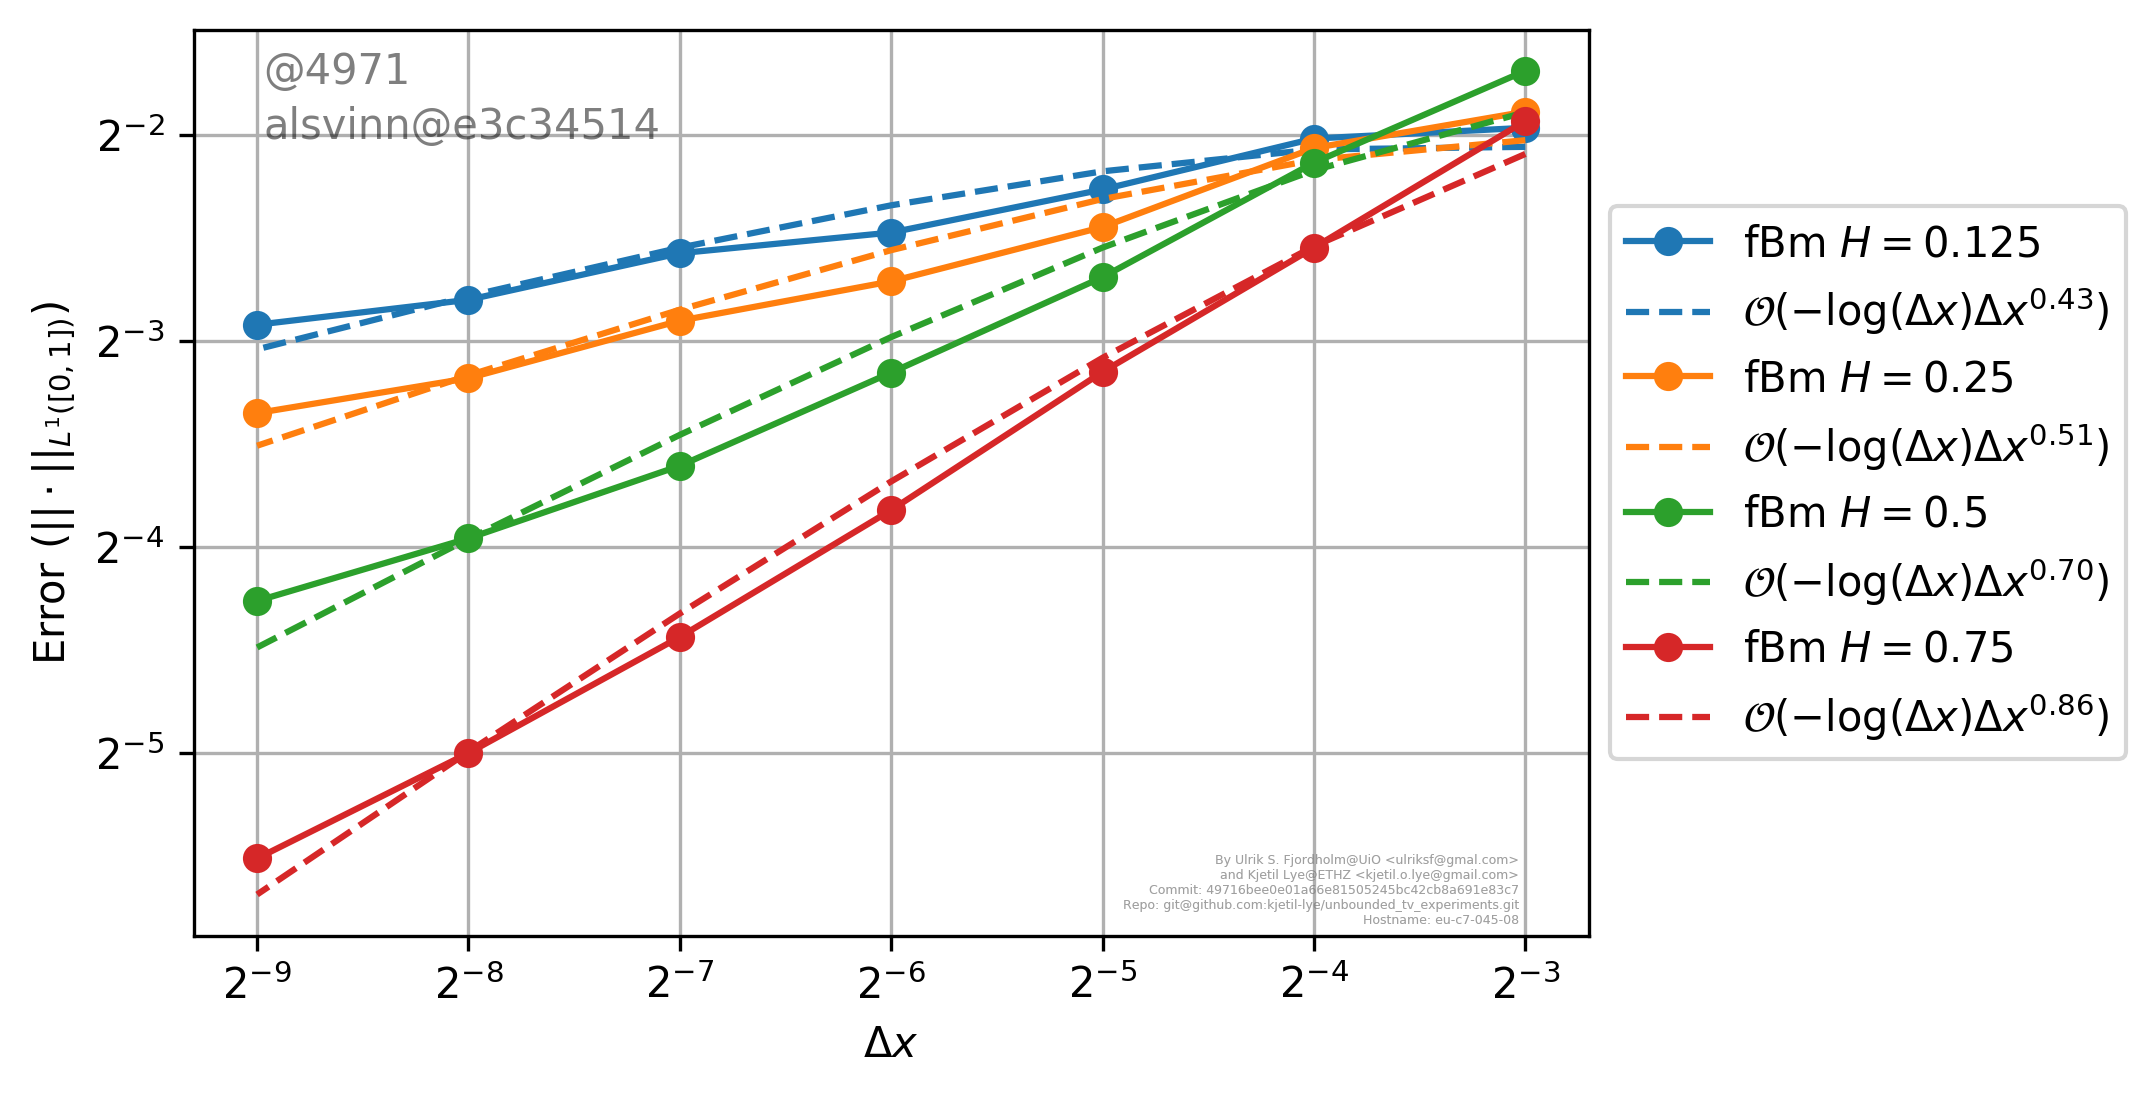 @4971
alsvinn@e3c34514
2⁻²
2⁻³
2⁻⁴
2⁻⁵
Error (|| · ||_{L¹([0, 1])})
By Ulrik S. Fjordholm@UiO <ulriksf@gmal.com>
and Kjetil Lye@ETHZ <kjetil.o.lye@gmail.com>
Commit: 49716bee0e01a66e81505245bc42cb8a691e83c7
Repo: git@github.com:kjetil-lye/unbounded_tv_experiments.git
Hostname: eu-c7-045-08
2⁻⁹ 2⁻⁸ 2⁻⁷ 2⁻⁶ 2⁻⁵ 2⁻⁴ 2⁻³
Δx
fBm H = 0.125
𝒪(−log(Δx)Δx^{0.43})
fBm H = 0.25
𝒪(−log(Δx)Δx^{0.51})
fBm H = 0.5
𝒪(−log(Δx)Δx^{0.70})
fBm H = 0.75
𝒪(−log(Δx)Δx^{0.86})